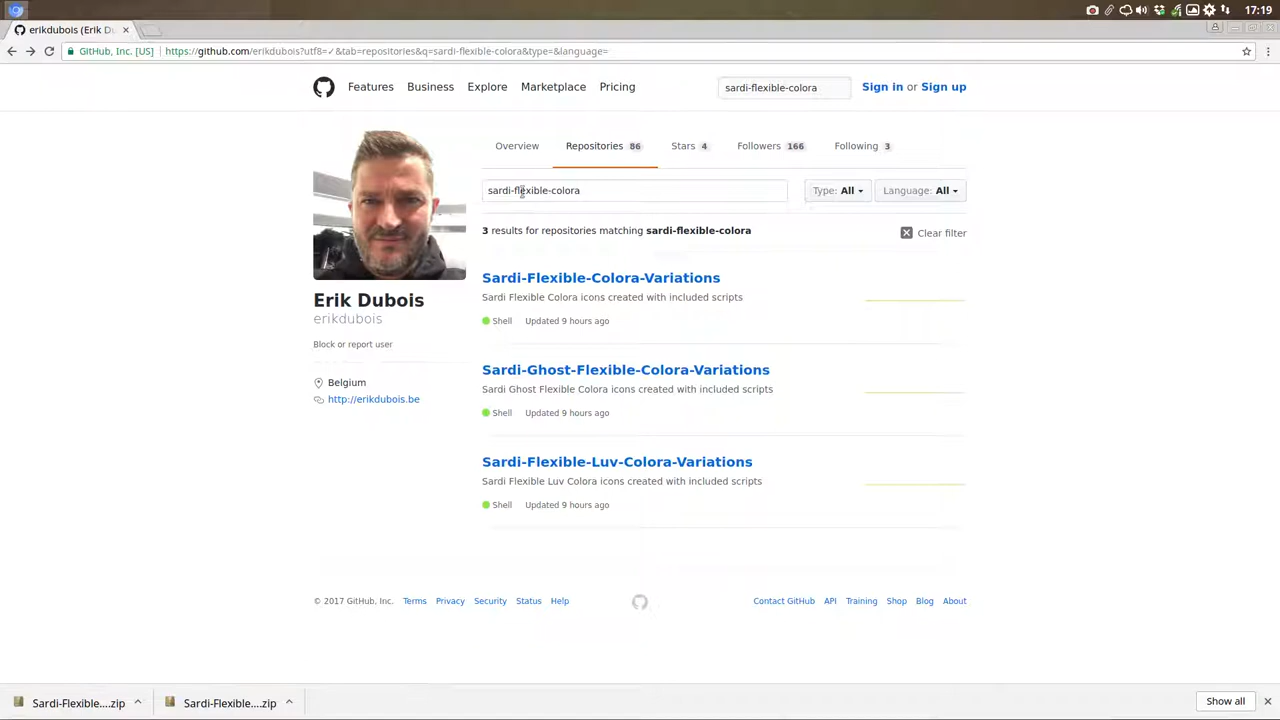 17:19
erikdubois (Erik Du
GitHub, Inc. [US] https://github.com/erikdubois?utf8=✓&tab=repositories&q=sardi-flexible-colora&type=&language=
Features Business Explore Marketplace Pricing sardi-flexible-colora Sign in or Sign up
Overview Repositories 86 Stars 4 Followers 166 Following 3
sardi-flexible-colora Type: All Language: All
3 results for repositories matching sardi-flexible-colora Clear filter
Sardi-Flexible-Colora-Variations
Sardi Flexible Colora icons created with included scripts
Shell Updated 9 hours ago
Erik Dubois
erikdubois
Block or report user
Belgium
http://erikdubois.be
Sardi-Ghost-Flexible-Colora-Variations
Sardi Ghost Flexible Colora icons created with included scripts
Shell Updated 9 hours ago
Sardi-Flexible-Luv-Colora-Variations
Sardi Flexible Luv Colora icons created with included scripts
Shell Updated 9 hours ago
© 2017 GitHub, Inc. Terms Privacy Security Status Help Contact GitHub API Training Shop Blog About
Sardi-Flexible....zip Sardi-Flexible....zip Show all